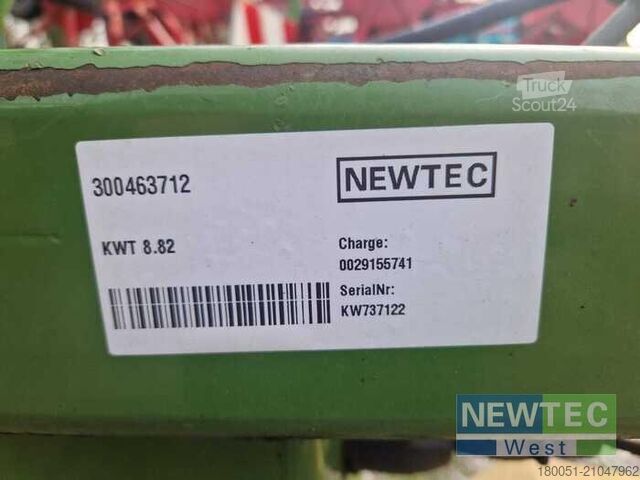 Truck
Scout24
300463712
NEWTEC
KWT 8.82
Charge:
0029155741
SerialNr:
KW737122
NEWTEC
West
180051-21047962